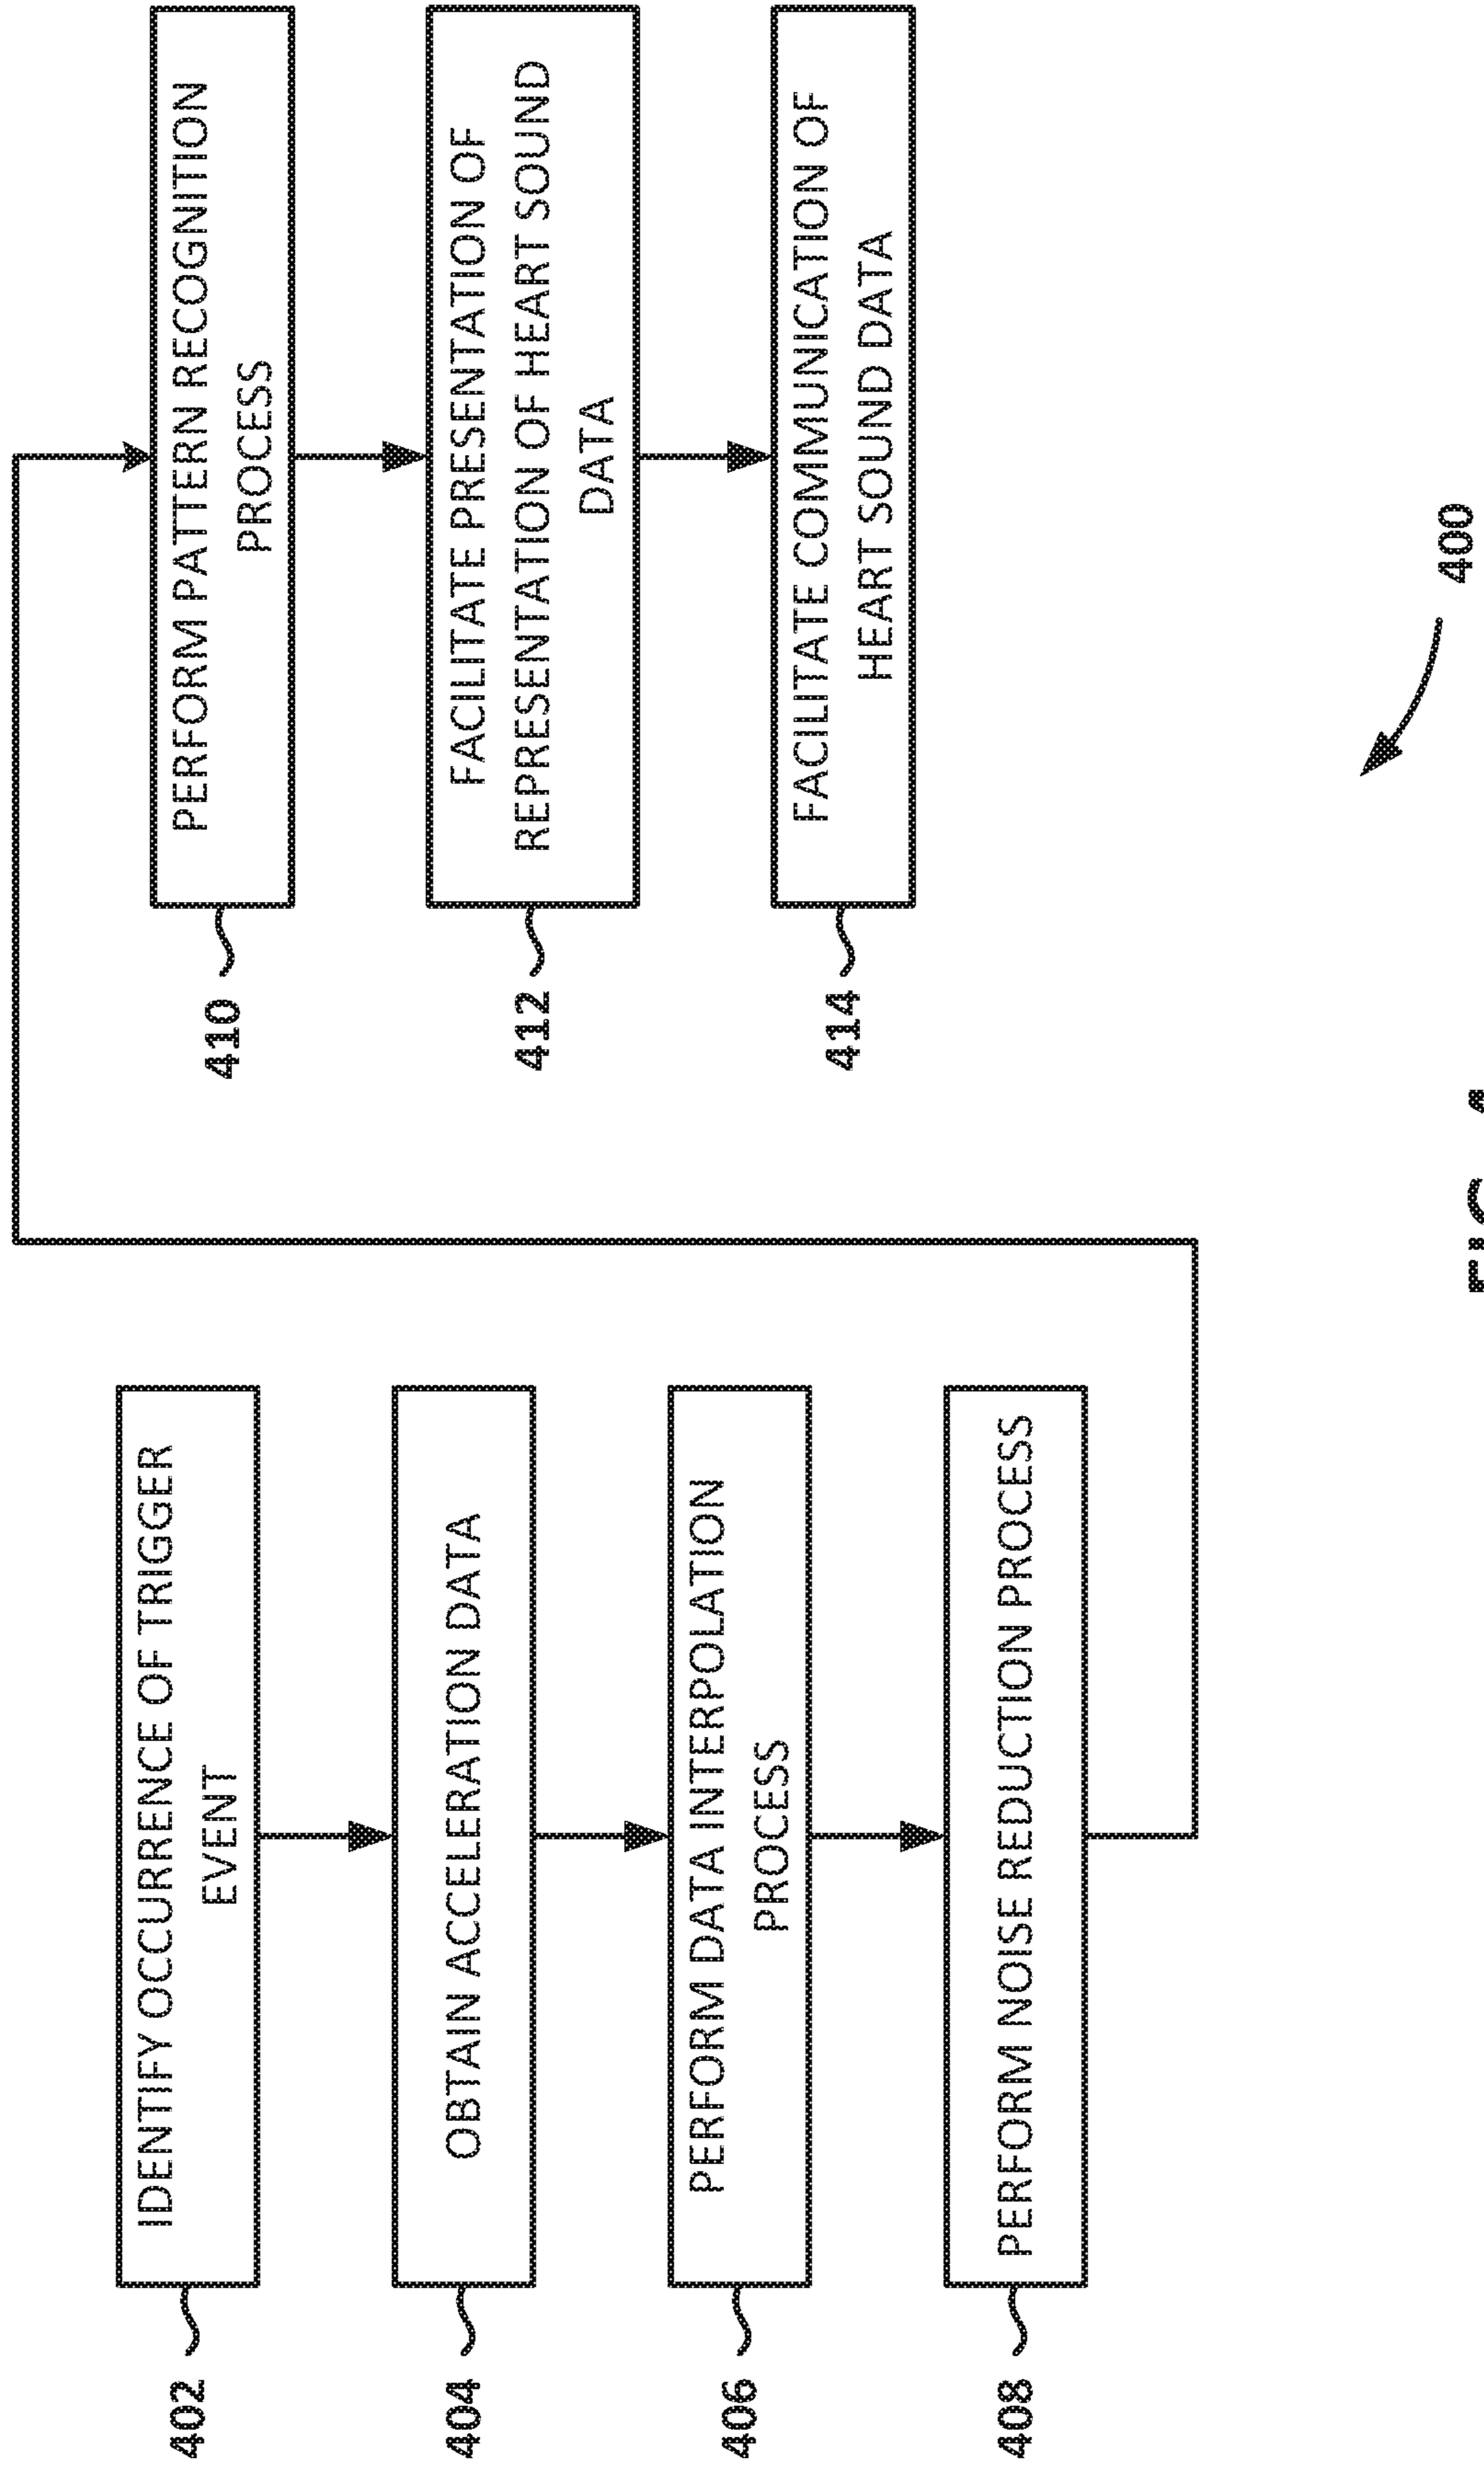 402
IDENTIFY OCCURRENCE OF TRIGGER
EVENT
404
OBTAIN ACCELERATION DATA
406
PERFORM DATA INTERPOLATION
PROCESS
408
PERFORM NOISE REDUCTION PROCESS
410
PERFORM PATTERN RECOGNITION
PROCESS
412
FACILITATE PRESENTATION OF
REPRESENTATION OF HEART SOUND
DATA
414
FACILITATE COMMUNICATION OF
HEART SOUND DATA
400